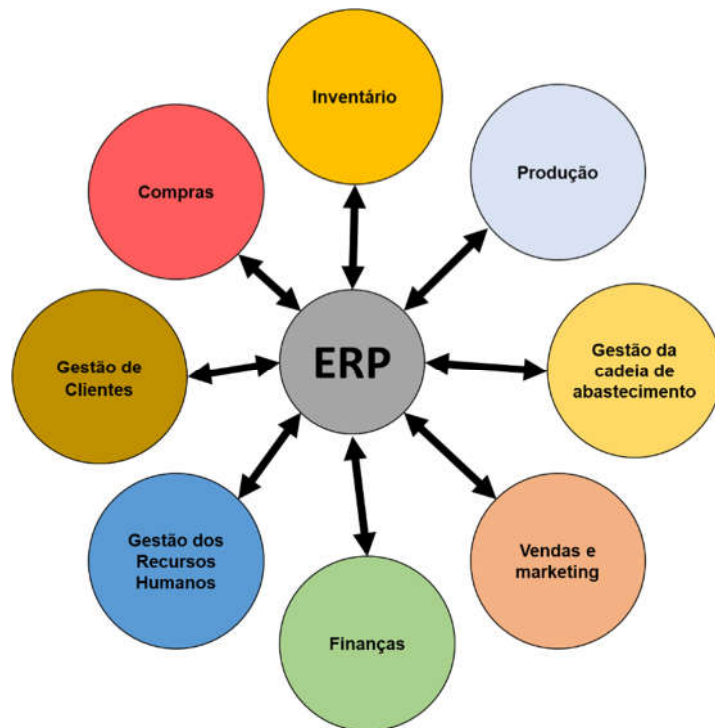 Inventário
Produção
Compras
Gestão da
cadeia de
abastecimento
Gestão de
Clientes
ERP
Vendas e
marketing
Gestão dos
Recursos
Humanos
Finanças